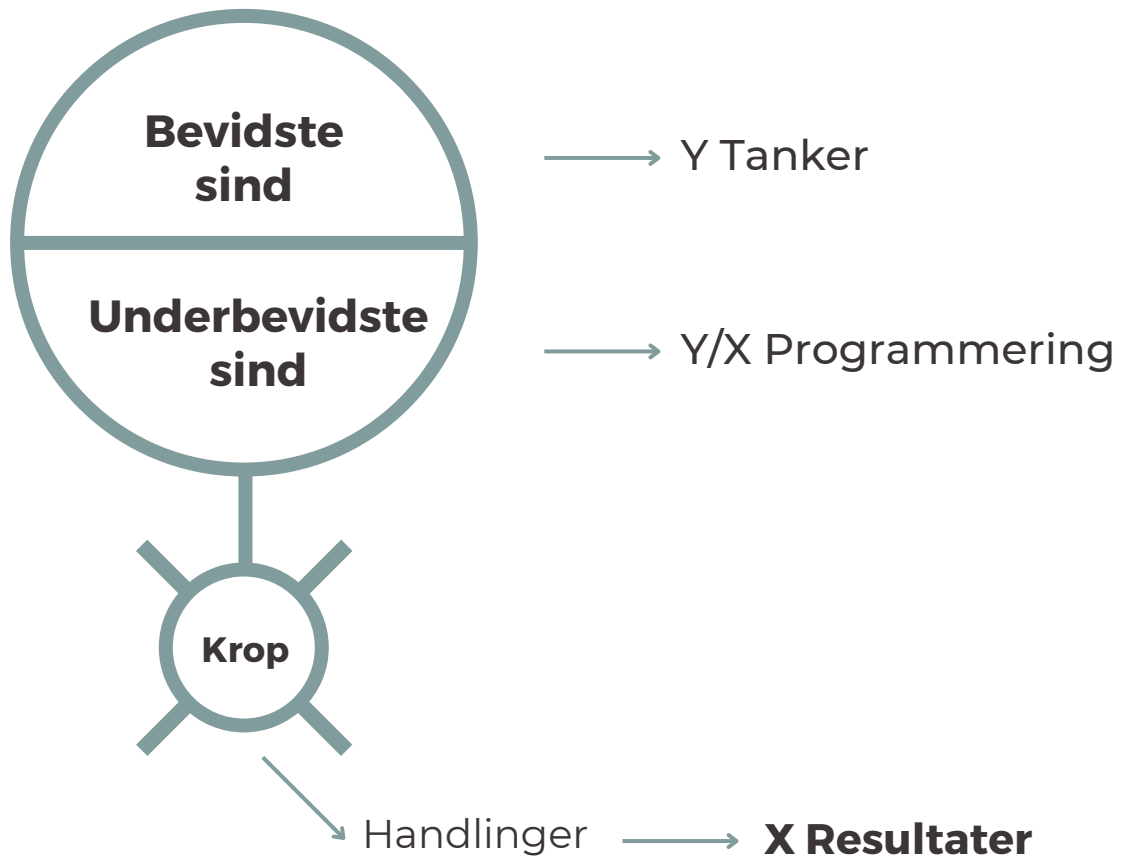 Bevidste
sind
Y Tanker
Underbevidste
sind
Y/X Programmering
Krop
Handlinger
X Resultater